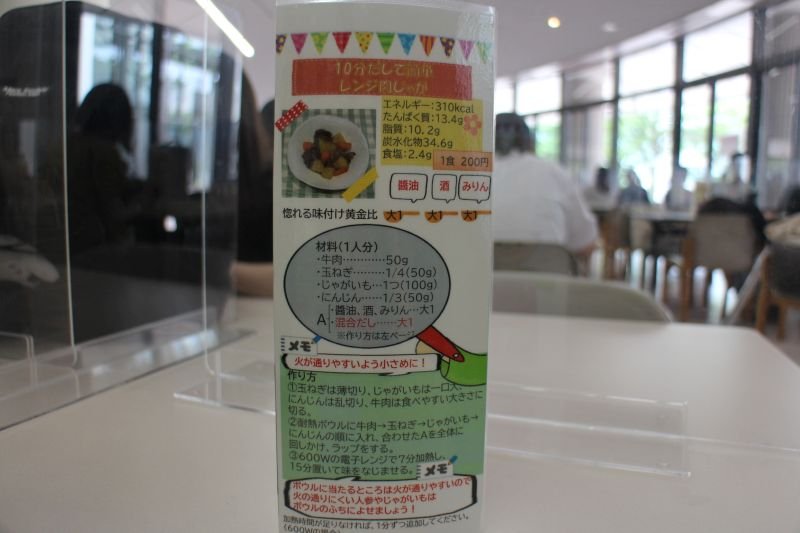 10分だしで簡単
レンジ肉じゃが
エネルギー:310kcal
たんぱく質:13.4g
脂質:10.2g
炭水化物34.6g
食塩:2.4g
1食 200円
醬油 酒 みりん
惚れる味付け黄金比 大1 大1 大1
材料(1人分)
・牛肉…………50g
・玉ねぎ………1/4(50g)
・じゃがいも…1つ(100g)
・にんじん……1/3(50g)
A ・醬油、酒、みりん…大1
・混合だし……大1
※作り方は左ページ
メモ
火が通りやすいよう小さめに!
作り方
①玉ねぎは薄切り、じゃがいもは一口大、
にんじんは乱切り、牛肉は食べやすい大きさに
切る。
②耐熱ボウルに牛肉→玉ねぎ→じゃがいも→
にんじんの順に入れ、合わせたAを全体に
回しかけ、ラップをする。
③600Wの電子レンジで7分加熱し、
15分置いて味をなじませる。
メモ
ボウルに当たるところは火が通りやすいので
火の通りにくい人参やじゃがいもは
ボウルのふちによせましょう!
加熱時間が足りなければ、1分ずつ追加してください。